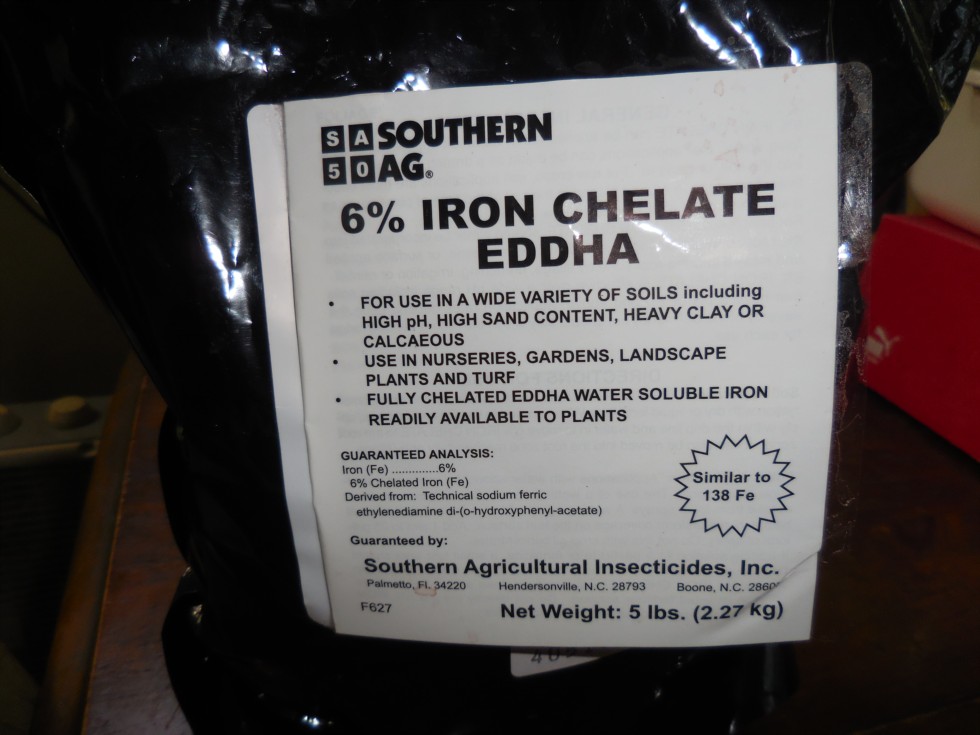 SA SOUTHERN
50 AG®
6% IRON CHELATE
EDDHA
• FOR USE IN A WIDE VARIETY OF SOILS including
HIGH pH, HIGH SAND CONTENT, HEAVY CLAY OR
CALCAEOUS
• USE IN NURSERIES, GARDENS, LANDSCAPE
PLANTS AND TURF
• FULLY CHELATED EDDHA WATER SOLUBLE IRON
READILY AVAILABLE TO PLANTS
GUARANTEED ANALYSIS:
Iron (Fe) ..............6%
6% Chelated Iron (Fe)
Derived from: Technical sodium ferric
ethylenediamine di-(o-hydroxyphenyl-acetate)
Similar to
138 Fe
Guaranteed by:
Southern Agricultural Insecticides, Inc.
Palmetto, Fl. 34220 Hendersonville, N.C. 28793 Boone, N.C.
F627
Net Weight: 5 lbs. (2.27 kg)